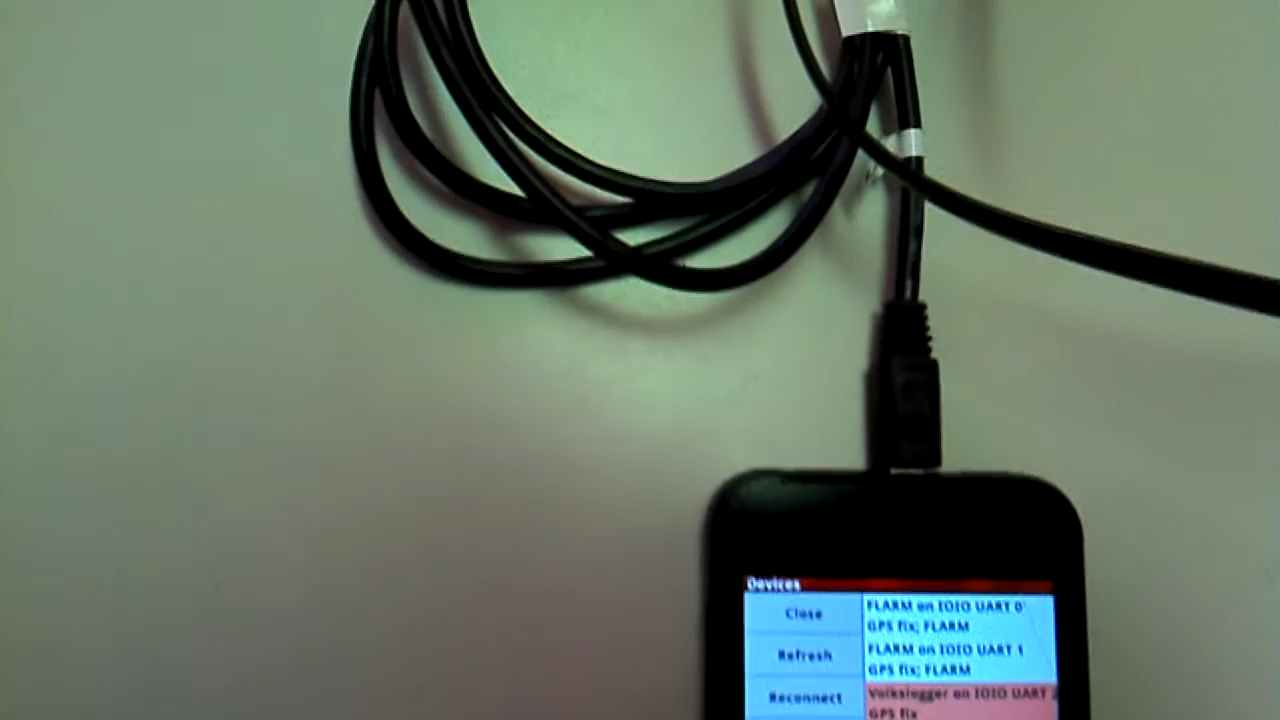 Devices
Close
FLARM on IOIO UART 0
GPS fix; FLARM
Refresh
FLARM on IOIO UART 1
GPS fix; FLARM
Reconnect
Volkslogger on IOIO UART
GPS fix